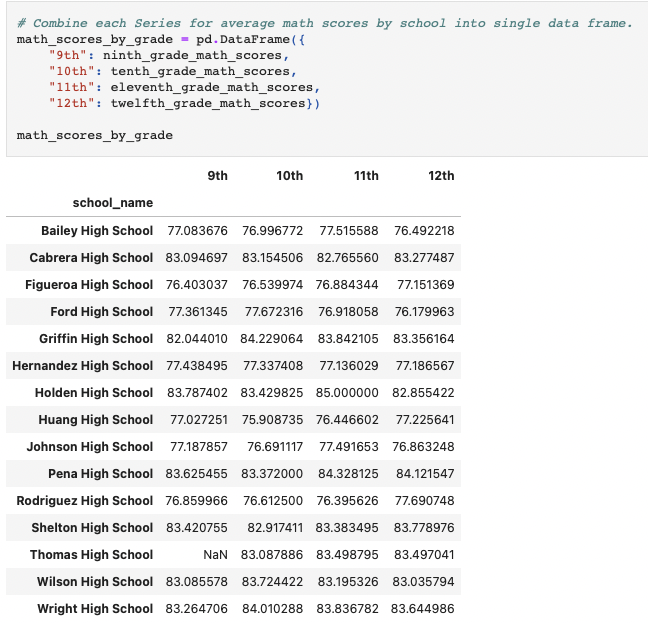 # Combine each Series for average math scores by school into single data frame.
math_scores_by_grade = pd.DataFrame({
    "9th": ninth_grade_math_scores,
    "10th": tenth_grade_math_scores,
    "11th": eleventh_grade_math_scores,
    "12th": twelfth_grade_math_scores})
math_scores_by_grade
9th 10th 11th 12th
school_name
Bailey High School 77.083676 76.996772 77.515588 76.492218
Cabrera High School 83.094697 83.154506 82.765560 83.277487
Figueroa High School 76.403037 76.539974 76.884344 77.151369
Ford High School 77.361345 77.672316 76.918058 76.179963
Griffin High School 82.044010 84.229064 83.842105 83.356164
Hernandez High School 77.438495 77.337408 77.136029 77.186567
Holden High School 83.787402 83.429825 85.000000 82.855422
Huang High School 77.027251 75.908735 76.446602 77.225641
Johnson High School 77.187857 76.691117 77.491653 76.863248
Pena High School 83.625455 83.372000 84.328125 84.121547
Rodriguez High School 76.859966 76.612500 76.395626 77.690748
Shelton High School 83.420755 82.917411 83.383495 83.778976
Thomas High School NaN 83.087886 83.498795 83.497041
Wilson High School 83.085578 83.724422 83.195326 83.035794
Wright High School 83.264706 84.010288 83.836782 83.644986